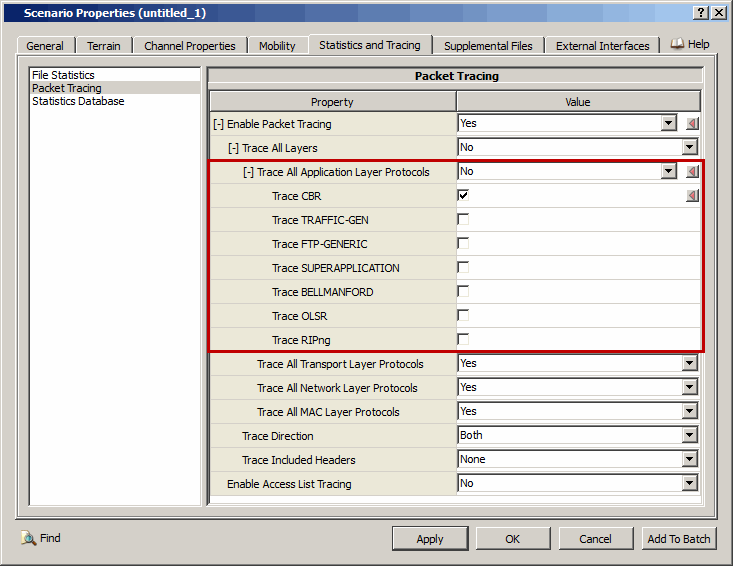 Scenario Properties (untitled_1)
General Terrain Channel Properties Mobility Statistics and Tracing Supplemental Files External Interfaces Help
File Statistics
Packet Tracing
Statistics Database
Packet Tracing
Property Value
[-] Enable Packet Tracing Yes
[-] Trace All Layers No
[-] Trace All Application Layer Protocols No
Trace CBR
Trace TRAFFIC-GEN
Trace FTP-GENERIC
Trace SUPERAPPLICATION
Trace BELLMANFORD
Trace OLSR
Trace RIPng
Trace All Transport Layer Protocols Yes
Trace All Network Layer Protocols Yes
Trace All MAC Layer Protocols Yes
Trace Direction Both
Trace Included Headers None
Enable Access List Tracing No
Find Apply OK Cancel Add To Batch